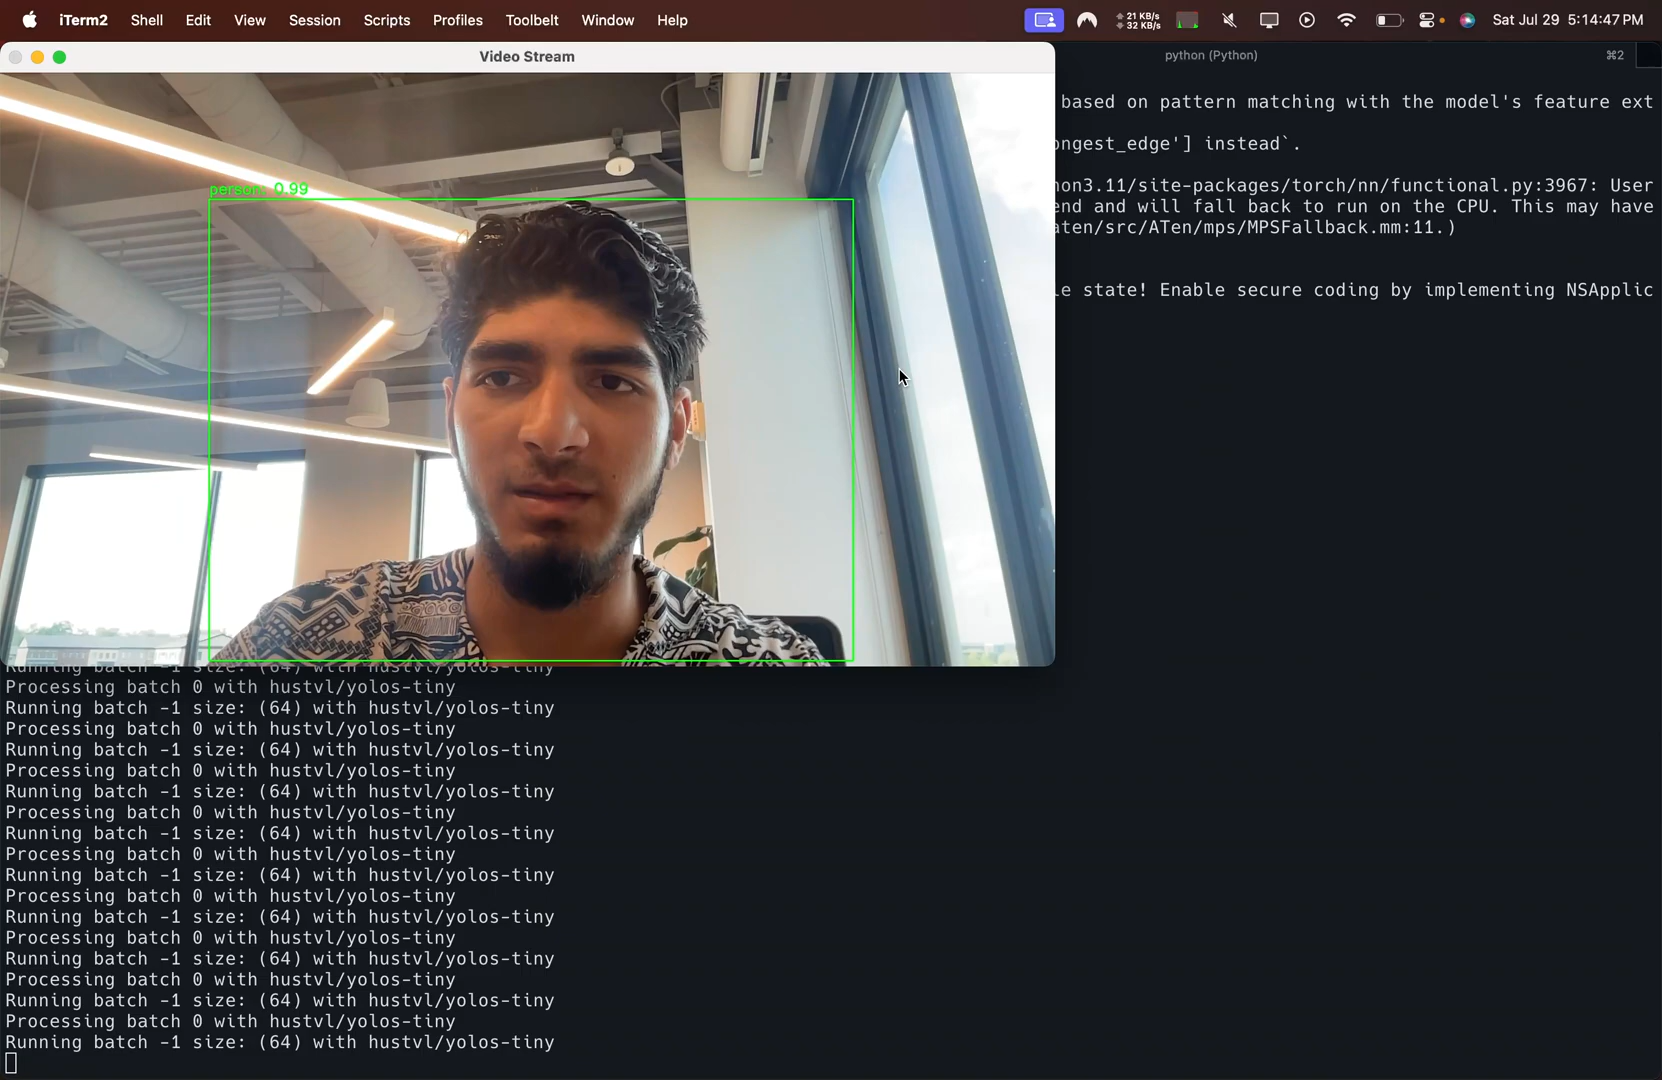 iTerm2 Shell Edit View Session Scripts Profiles Toolbelt Window Help 21 KB/s 32 KB/s Sat Jul 29 5:14:47 PM
Video Stream
python (Python) ⌘2
person: 0.99
based on pattern matching with the model's feature ext
ongest_edge'] instead`.
hon3.11/site-packages/torch/nn/functional.py:3967: User
end and will fall back to run on the CPU. This may have
aten/src/ATen/mps/MPSFallback.mm:11.)
le state! Enable secure coding by implementing NSApplic
Running batch -1 size: (64) with hustvl/yolos-tiny
Processing batch 0 with hustvl/yolos-tiny
Running batch -1 size: (64) with hustvl/yolos-tiny
Processing batch 0 with hustvl/yolos-tiny
Running batch -1 size: (64) with hustvl/yolos-tiny
Processing batch 0 with hustvl/yolos-tiny
Running batch -1 size: (64) with hustvl/yolos-tiny
Processing batch 0 with hustvl/yolos-tiny
Running batch -1 size: (64) with hustvl/yolos-tiny
Processing batch 0 with hustvl/yolos-tiny
Running batch -1 size: (64) with hustvl/yolos-tiny
Processing batch 0 with hustvl/yolos-tiny
Running batch -1 size: (64) with hustvl/yolos-tiny
Processing batch 0 with hustvl/yolos-tiny
Running batch -1 size: (64) with hustvl/yolos-tiny
Processing batch 0 with hustvl/yolos-tiny
Running batch -1 size: (64) with hustvl/yolos-tiny
Processing batch 0 with hustvl/yolos-tiny
Running batch -1 size: (64) with hustvl/yolos-tiny